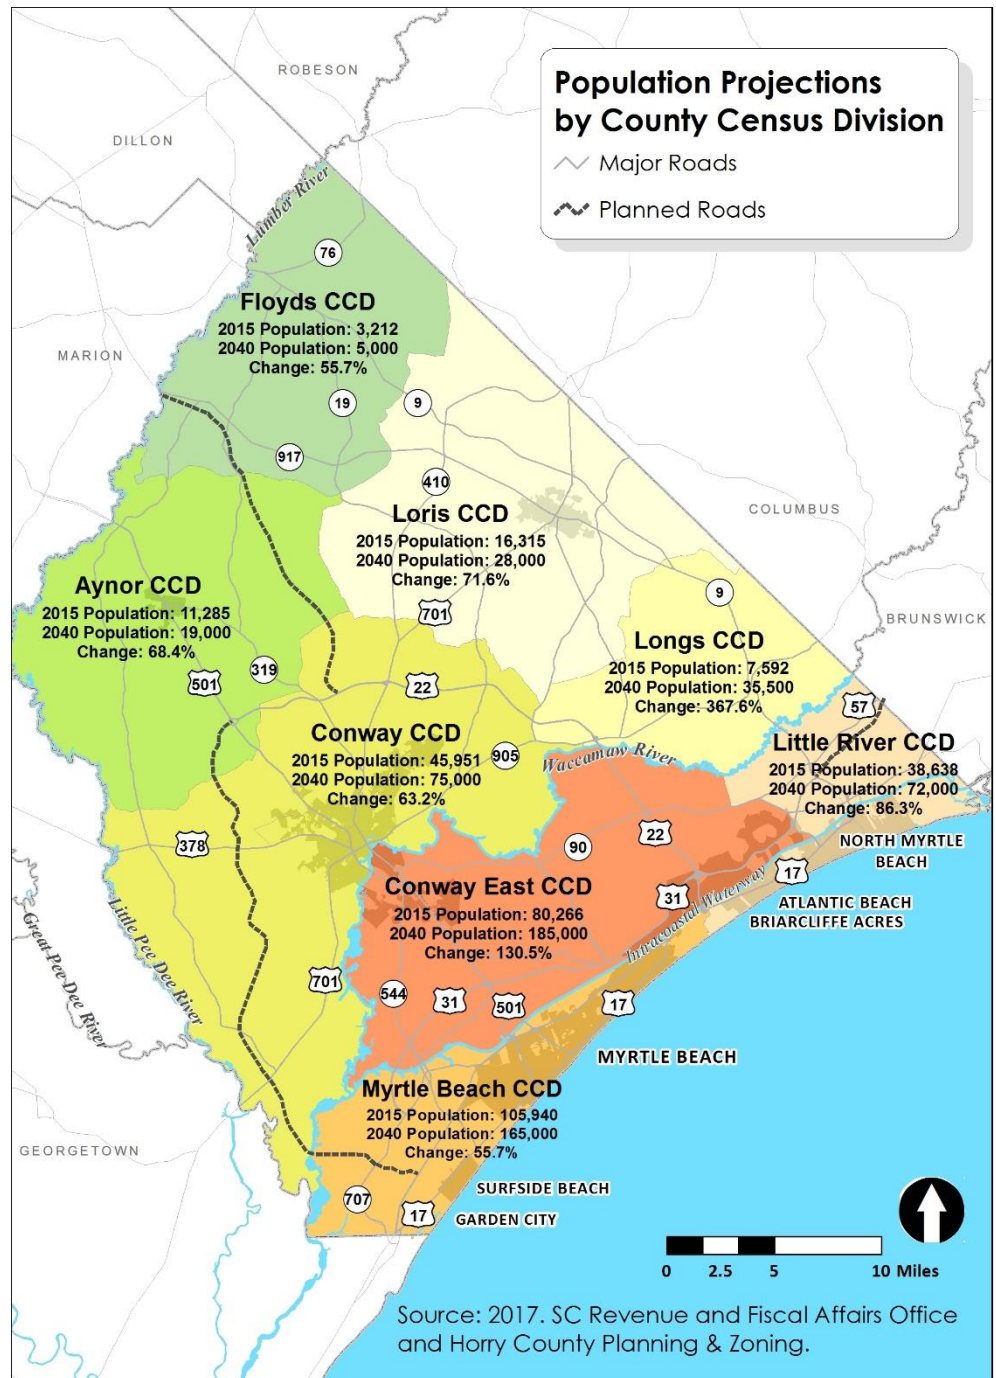 Population Projections
by County Census Division
Major Roads
Planned Roads
ROBESON
DILLON
Lumber River
76
Floyds CCD
2015 Population: 3,212
2040 Population: 5,000
Change: 55.7%
MARION
19
9
917
410
Loris CCD
2015 Population: 16,315
2040 Population: 28,000
Change: 71.6%
701
COLUMBUS
Aynor CCD
2015 Population: 11,285
2040 Population: 19,000
Change: 68.4%
319
501
9
BRUNSWICK
Longs CCD
2015 Population: 7,592
2040 Population: 35,500
Change: 367.6%
22
57
Conway CCD
2015 Population: 45,951
2040 Population: 75,000
Change: 63.2%
905
Waccamaw River
Little River CCD
2015 Population: 38,638
2040 Population: 72,000
Change: 86.3%
378
90
22
NORTH MYRTLE
BEACH
17
Conway East CCD
2015 Population: 80,266
2040 Population: 185,000
Change: 130.5%
31
Intracoastal Waterway
ATLANTIC BEACH
BRIARCLIFFE ACRES
Great Pee Dee River
Little Pee Dee River
701
544
31
501
17
MYRTLE BEACH
Myrtle Beach CCD
2015 Population: 105,940
2040 Population: 165,000
Change: 55.7%
GEORGETOWN
SURFSIDE BEACH
707
17
GARDEN CITY
0 2.5 5 10 Miles
Source: 2017. SC Revenue and Fiscal Affairs Office
and Horry County Planning & Zoning.